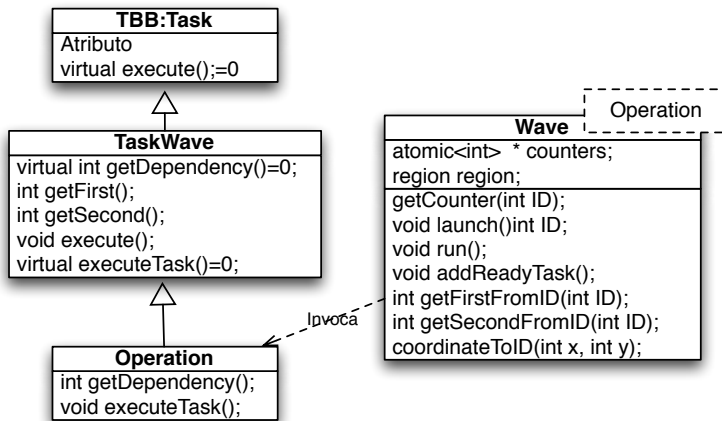 TBB:Task
Atributo
virtual execute();=0
TaskWave
virtual int getDependency()=0;
int getFirst();
int getSecond();
void execute();
virtual executeTask()=0;
Operation
int getDependency();
void executeTask();
Invoca
Operation
Wave
atomic<int> * counters;
region region;
getCounter(int ID);
void launch()int ID;
void run();
void addReadyTask();
int getFirstFromID(int ID);
int getSecondFromID(int ID);
coordinateToID(int x, int y);